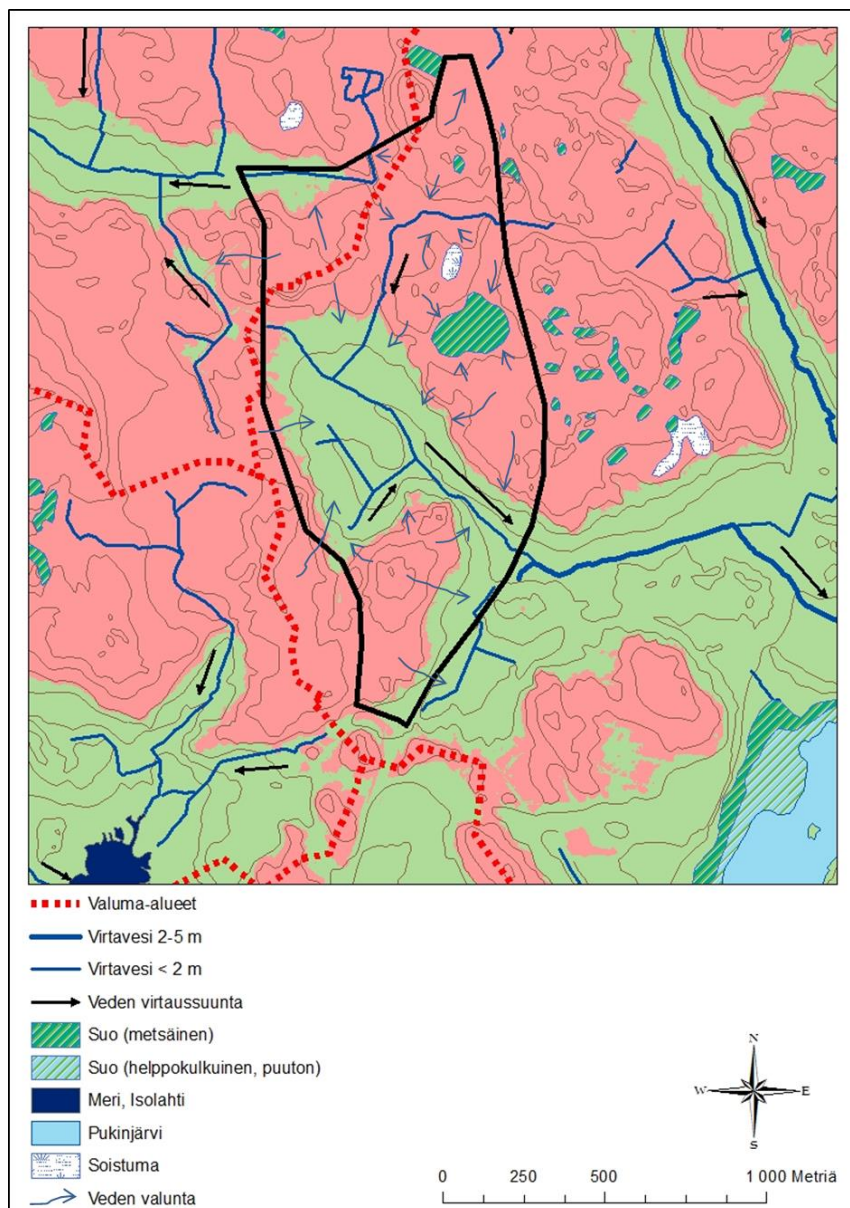 Valuma-alueet
Virtavesi 2-5 m
Virtavesi < 2 m
Veden virtaussuunta
Suo (metsäinen)
Suo (helppokulkuinen, puuton)
Meri, Isolahti
Pukinjärvi
Soistuma
Veden valunta
N
W E
S
0 250 500 1 000 Metriä